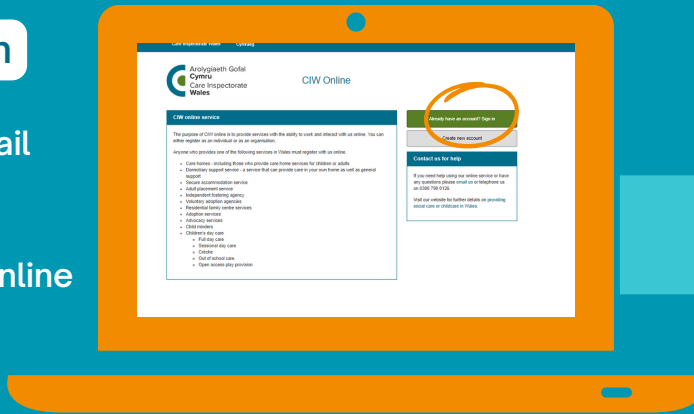 n
ail
nline
Care Inspectorate Wales Cymraeg
Arolygiaeth Gofal
Cymru
Care Inspectorate
Wales
CIW Online
CIW online service
The purpose of CIW online is to provide services with the ability to work and interact with us online. You can
either register as an individual or as an organisation.
Anyone who provides one of the following services in Wales must register with us online.
Care homes - including those who provide care home services for children or adults
Domiciliary support service - a service that can provide care in your own home as well as general
support
Secure accommodation service
Adult placement service
Independent fostering agency
Voluntary adoption agencies
Residential family centre services
Adoption services
Advocacy services
Child minders
Children's day care
Full day care
Sessional day care
Crèche
Out of school care
Open access play provision
Already have an account? Sign in
Create new account
Contact us for help
If you need help using our online service or have
any questions please email us or telephone us
on 0300 790 0126.
Visit our website for further details on providing
social care or childcare in Wales.